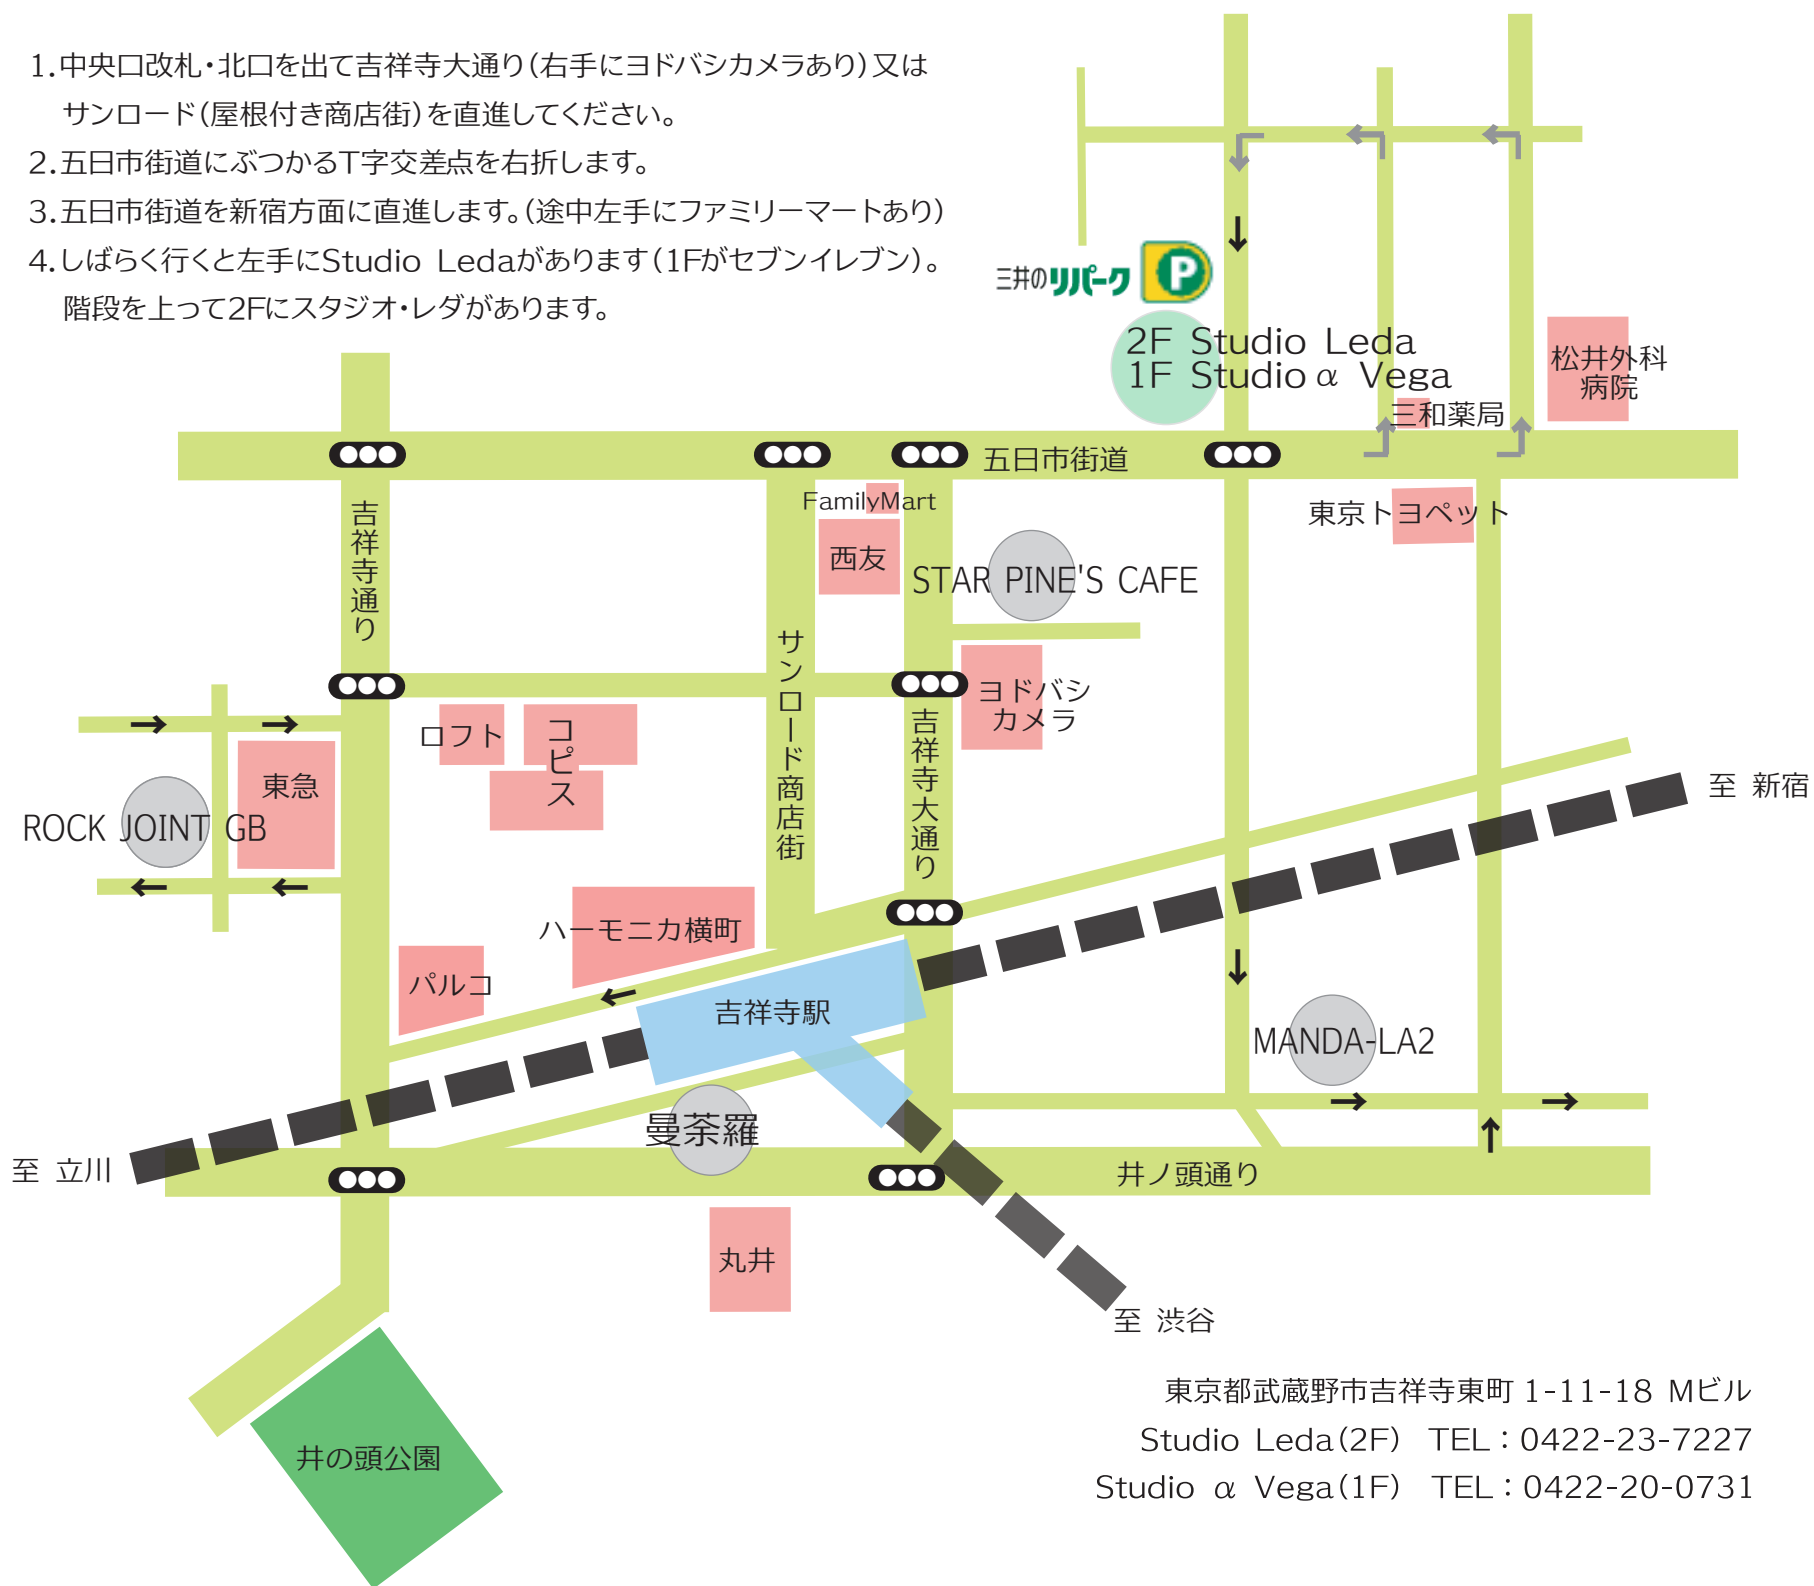 1.中央口改札・北口を出て吉祥寺大通り(右手にヨドバシカメラあり)又は
サンロード(屋根付き商店街)を直進してください。
2.五日市街道にぶつかるT字交差点を右折します。
3.五日市街道を新宿方面に直進します。(途中左手にファミリーマートあり)
4.しばらく行くと左手にStudio Ledaがあります(1Fがセブンイレブン)。
階段を上って2Fにスタジオ・レダがあります。
三井のリパーク P
2F Studio Leda
1F Studio α Vega
松井外科
病院
三和薬局
五日市街道
FamilyMart
東京トヨペット
吉祥寺通り
西友
STAR PINE'S CAFE
サンロード商店街
ヨドバシ
カメラ
吉祥寺大通り
ロフト
コピス
東急
ROCK JOINT GB
至 新宿
ハーモニカ横町
パルコ
吉祥寺駅
MANDA-LA2
曼荼羅
至 立川
井ノ頭通り
丸井
至 渋谷
井の頭公園
東京都武蔵野市吉祥寺東町 1-11-18 Mビル
Studio Leda(2F) TEL:0422-23-7227
Studio α Vega(1F) TEL:0422-20-0731